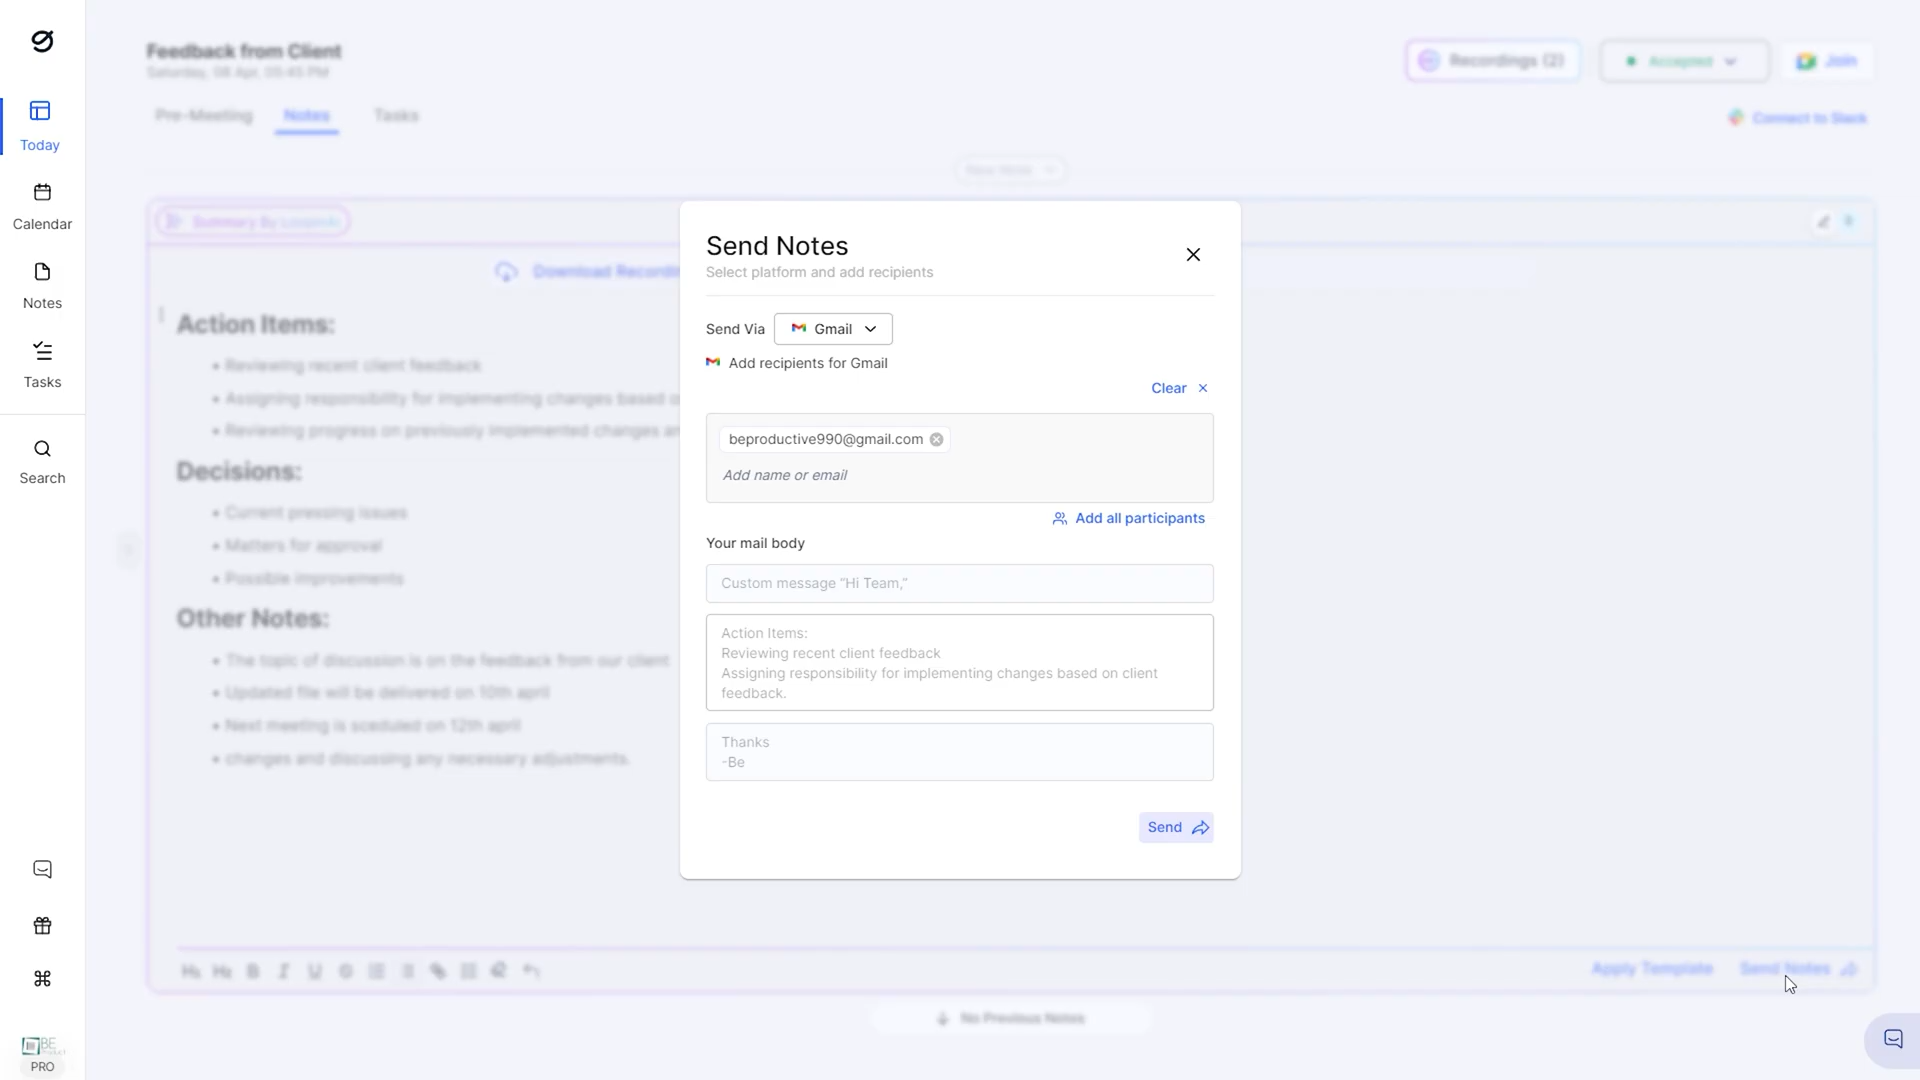 Feedback from Client
Saturday, 08 Apr, 05:45 PM
Recordings (2)
Accepted
Join
Pre-Meeting
Notes
Tasks
Connect to Slack
New Note
Today
Calendar
Notes
Tasks
Search
PRO
Summary By LoopinAI
Download Recordin
Action Items:
• Reviewing recent client feedback
• Assigning responsibility for implementing changes based
• Reviewing progress on previously implemented changes
Decisions:
• Current pressing issues
• Matters for approval
• Possible improvements
Other Notes:
• The topic of discussion is on the feedback from our client
• Updated file will be delivered on 10th april
• Next meeting is sceduled on 12th april
• changes and discussing any necessary adjustments.
Send Notes
Select platform and add recipients
Send Via
Gmail
Add recipients for Gmail
Clear
beproductive990@gmail.com
Add name or email
Add all participants
Your mail body
Custom message “Hi Team,”
Action Items:
Reviewing recent client feedback
Assigning responsibility for implementing changes based on client
feedback.
Thanks
-Be
Send
H1 H2 B I U S
Apply Template
Send Notes
No Previous Notes